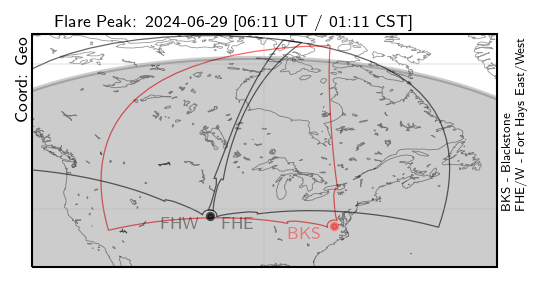 Flare Peak: 2024-06-29 [06:11 UT / 01:11 CST]
Coord: Geo
FHW
FHE
BKS
BKS - Blackstone
FHE/W - Fort Hays East/West